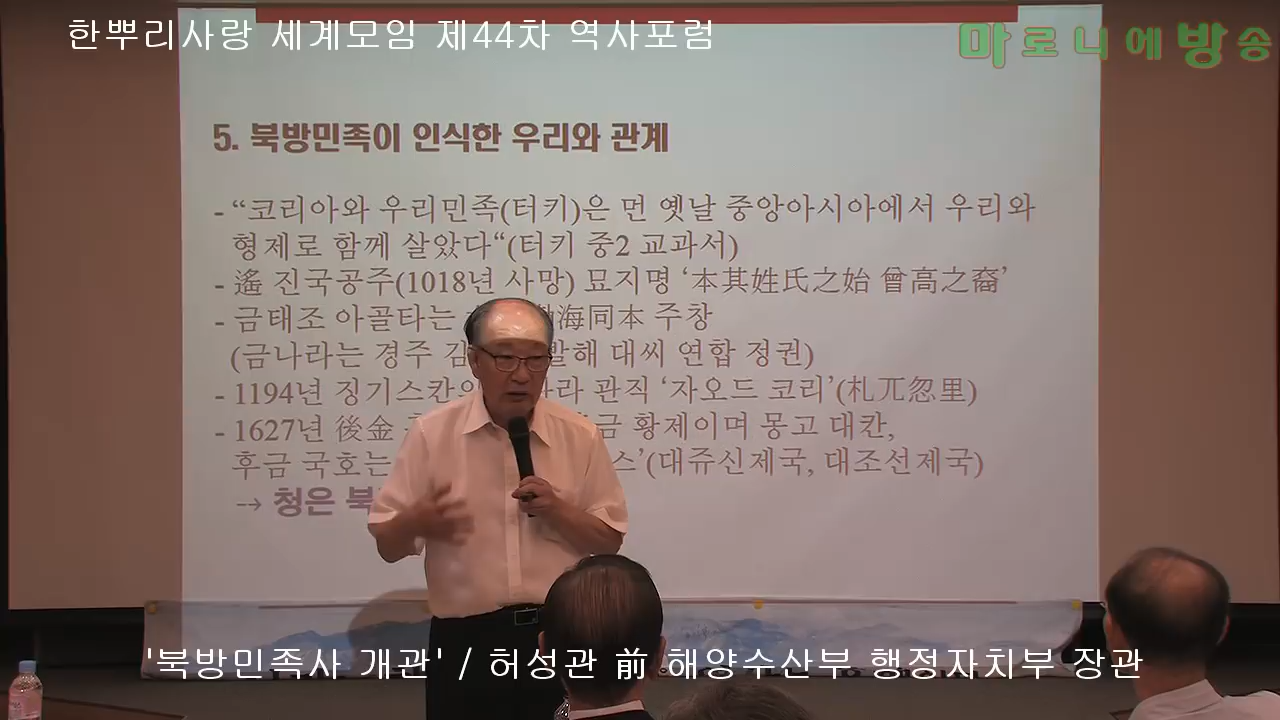 한뿌리사랑 세계모임 제44차 역사포럼
마로니에방송
5. 북방민족이 인식한 우리와 관계
- “코리아와 우리민족(터키)은 먼 옛날 중앙아시아에서 우리와
형제로 함께 살았다“(터키 중2 교과서)
- 遙 진국공주(1018년 사망) 묘지명 ‘本其姓氏之始 曾高之裔’
- 금태조 아골타는 海同本 주창
(금나라는 경주 김 발해 대씨 연합 정권)
- 1194년 징기스칸의 라 관직 ‘자오드 코리’(札兀忽里)
- 1627년 後金 금 황제이며 몽고 대칸,
후금 국호는 스’(대쥬신제국, 대조선제국)
→ 청은 북
'북방민족사 개관' / 허성관 前 해양수산부 행정자치부 장관